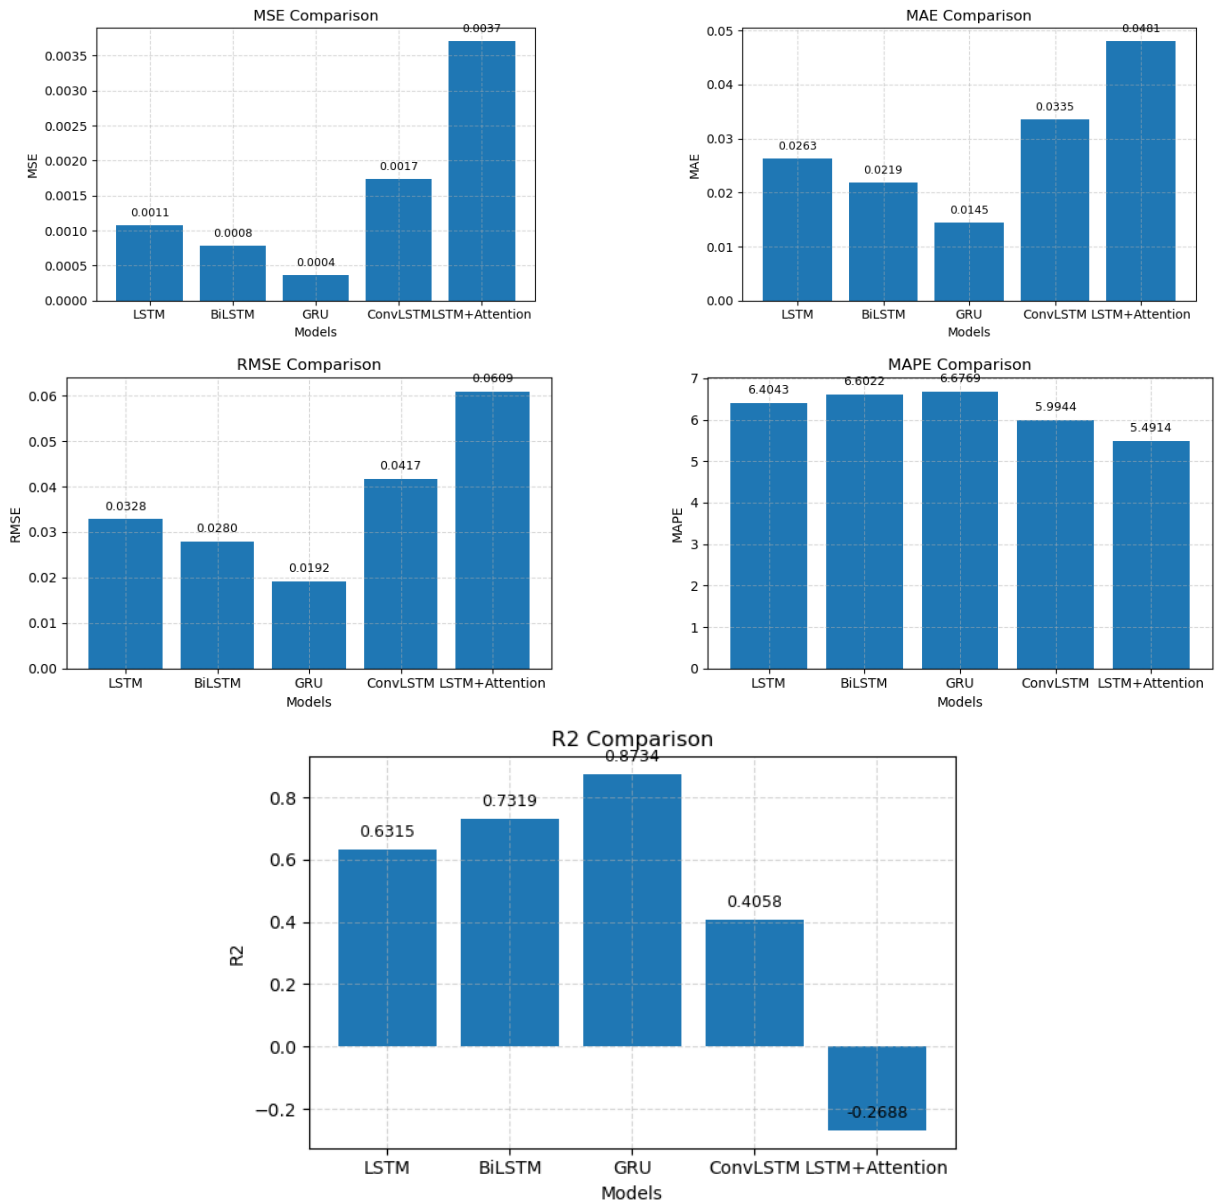 MSE Comparison
0.0037
0.0035
0.0030
0.0025
0.0020
0.0017
0.0015
0.0011
0.0010
0.0008
0.0005
0.0004
0.0000
MSE
LSTM BiLSTM GRU ConvLSTM LSTM+Attention
Models
MAE Comparison
0.0481
0.05
0.04
0.0335
0.03
0.0263
0.0219
0.02
0.0145
0.01
0.00
MAE
LSTM BiLSTM GRU ConvLSTM LSTM+Attention
Models
RMSE Comparison
0.0609
0.06
0.05
0.0417
0.04
0.0328
0.03
0.0280
0.0192
0.02
0.01
0.00
RMSE
LSTM BiLSTM GRU ConvLSTM LSTM+Attention
Models
MAPE Comparison
7
6.4043 6.6022 6.6769 5.9944 5.4914
6
5
4
3
2
1
0
MAPE
LSTM BiLSTM GRU ConvLSTM LSTM+Attention
Models
R2 Comparison
0.8734
0.8
0.7319
0.6315
0.6
0.4058
0.4
0.2
0.0
-0.2688
−0.2
R2
LSTM BiLSTM GRU ConvLSTM LSTM+Attention
Models